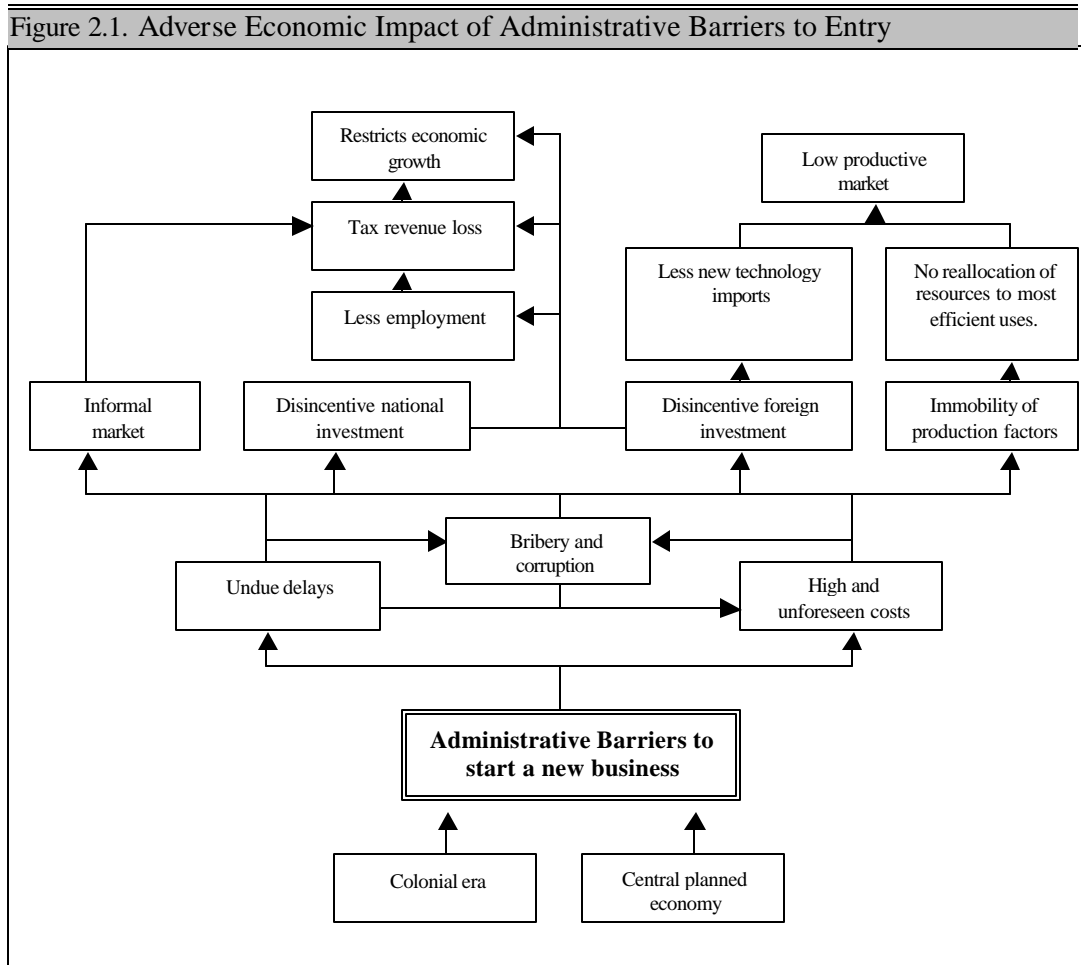 Figure 2.1. Adverse Economic Impact of Administrative Barriers to Entry
Restricts economic
growth
Low productive
market
Tax revenue loss
Less new technology
imports
No reallocation of
resources to most
efficient uses.
Less employment
Informal
market
Disincentive national
investment
Disincentive foreign
investment
Immobility of
production factors
Bribery and
corruption
Undue delays
High and
unforeseen costs
Administrative Barriers to
start a new business
Colonial era
Central planned
economy